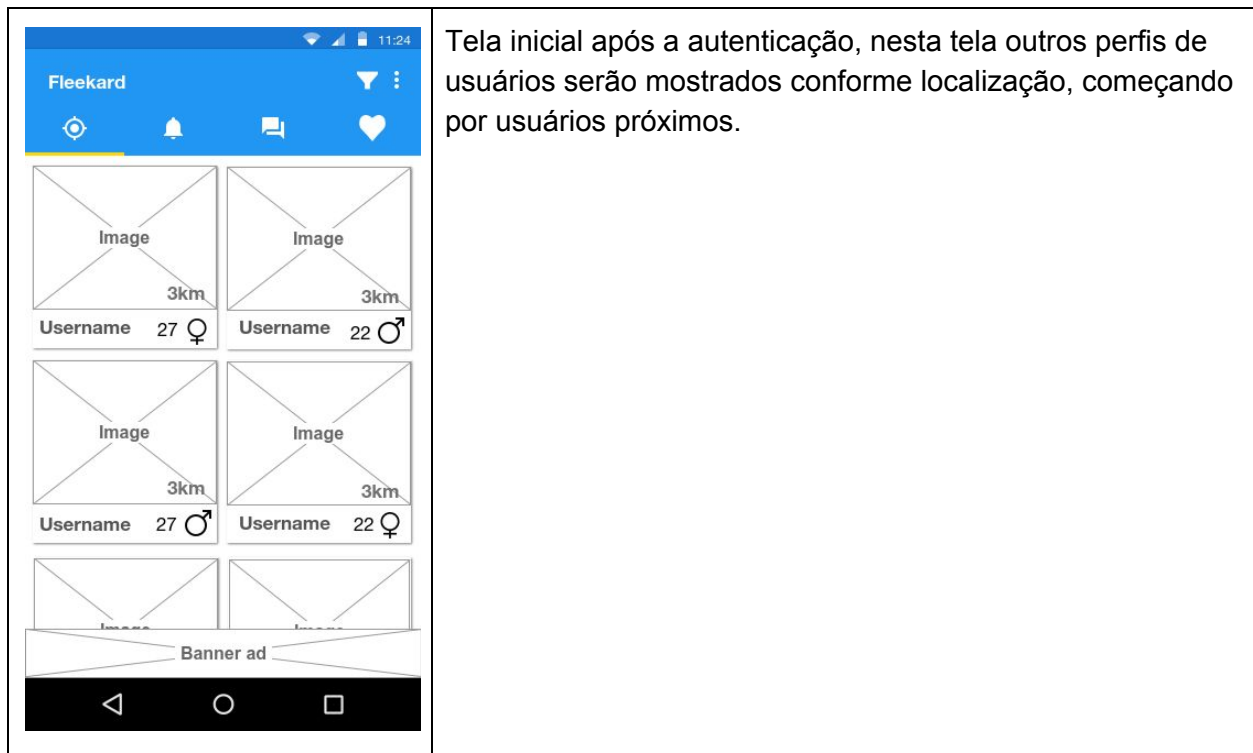 11:24
Fleekard
Image
Image
3km
3km
Username 27
Username 22
Image
Image
3km
3km
Username 27
Username 22
Banner ad
Tela inicial após a autenticação, nesta tela outros perfis de
usuários serão mostrados conforme localização, começando
por usuários próximos.